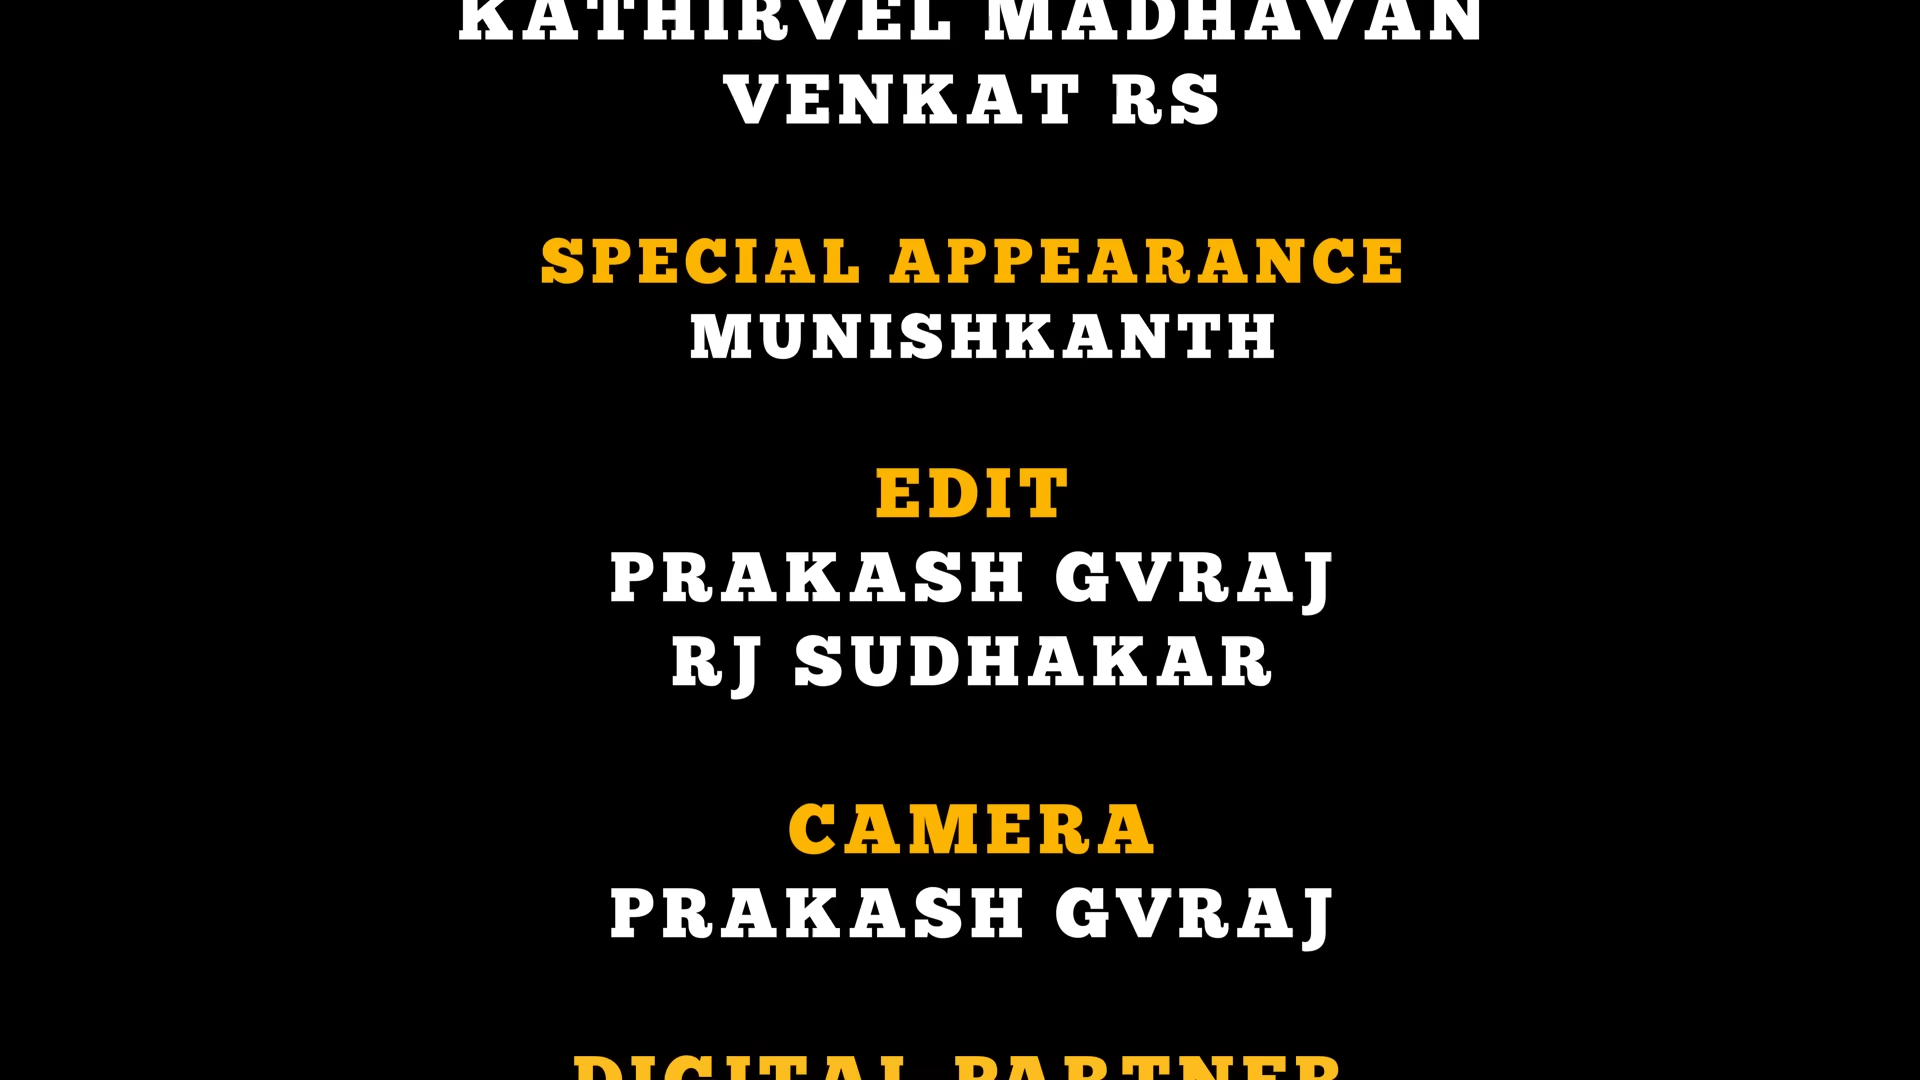 KATHIRVEL MADHAVAN
VENKAT RS
SPECIAL APPEARANCE
MUNISHKANTH
EDIT
PRAKASH GVRAJ
RJ SUDHAKAR
CAMERA
PRAKASH GVRAJ
DIGITAL PARTNER